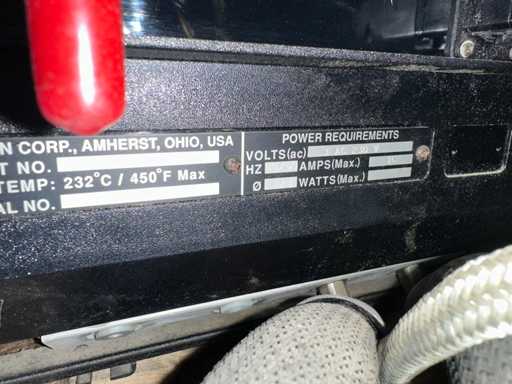 N CORP., AMHERST, OHIO, USA
T NO.
TEMP: 232°C / 450°F Max
AL NO.
POWER REQUIREMENTS
VOLTS(ac)
HZ AMPS(Max.)
Ø WATTS(Max.)